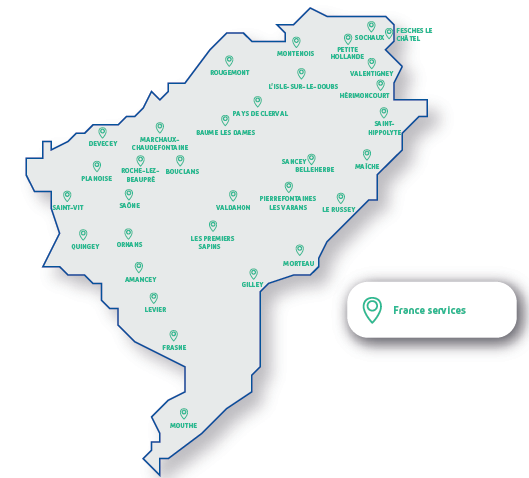 FESCHES LE
CHÂTEL
SOCHAUX
MONTENOIS
PETITE
HOLLANDE
ROUGEMONT
VALENTIGNEY
L'ISLE-SUR-LE-DOUBS
HÉRIMONCOURT
PAYS DE CLERVAL
SAINT-
HIPPOLYTE
BAUME LES DAMES
DEVECEY
MARCHAUX-
CHAUDEFONTAINE
SANCEY
BELLEHERBE
MAÎCHE
PLANOISE
ROCHE-LEZ-
BEAUPRÉ
BOUCLANS
PIERREFONTAINES
LES VARANS
SAINT-VIT
SAÔNE
VALDAHON
LE RUSSEY
QUINGEY
ORNANS
LES PREMIERS
SAPINS
MORTEAU
AMANCEY
GILLEY
LEVIER
France services
FRASNE
MOUTHE